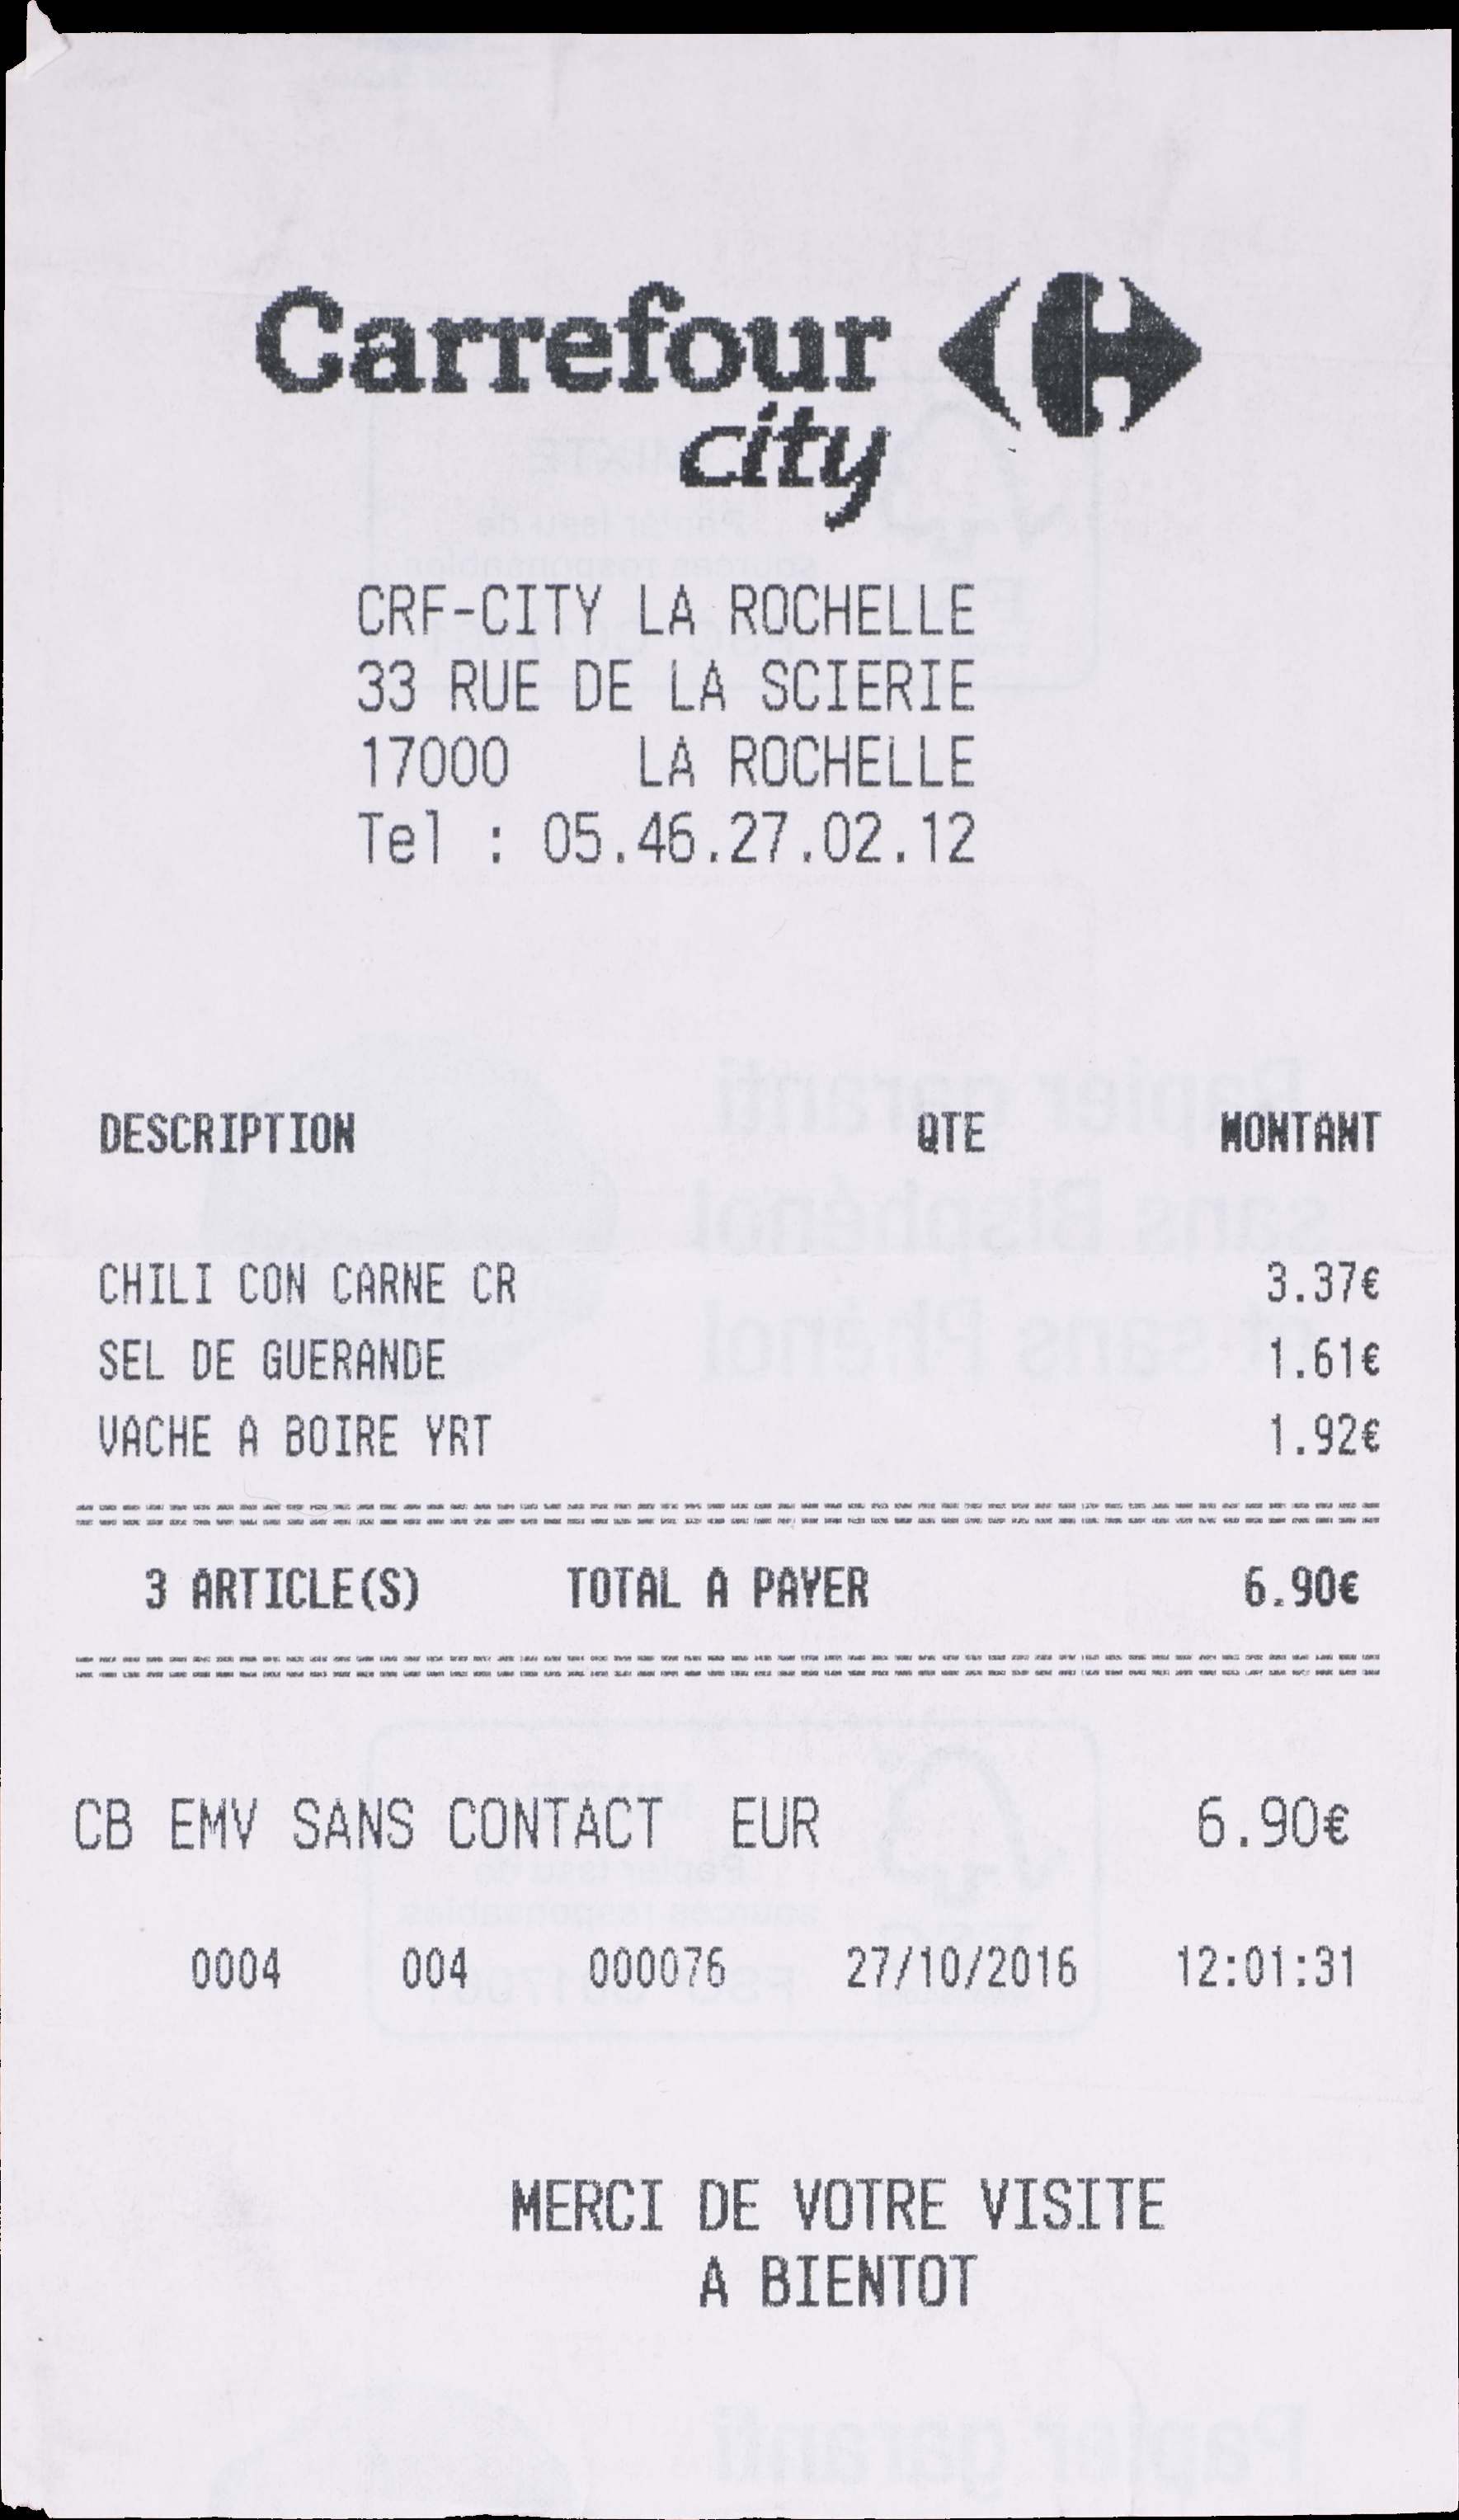 Carrefour
city
CRF-CITY LA ROCHELLE
33 RUE DE LA SCIERIE
17000 LA ROCHELLE
Tel : 05.46.27.02.12
DESCRIPTION QTE MONTANT
CHILI CON CARNE CR 3.37€
SEL DE GUERANDE 1.61€
VACHE A BOIRE YRT 1.92€
3 ARTICLE(S) TOTAL A PAYER 6.90€
CB EMV SANS CONTACT EUR 6.90€
0004 004 000076 27/10/2016 12:01:31
MERCI DE VOTRE VISITE
A BIENTOT